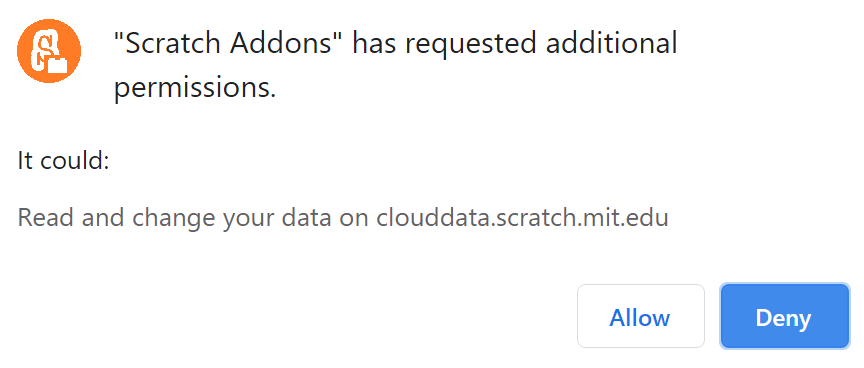 "Scratch Addons" has requested additional
permissions.
It could:
Read and change your data on clouddata.scratch.mit.edu
Allow
Deny